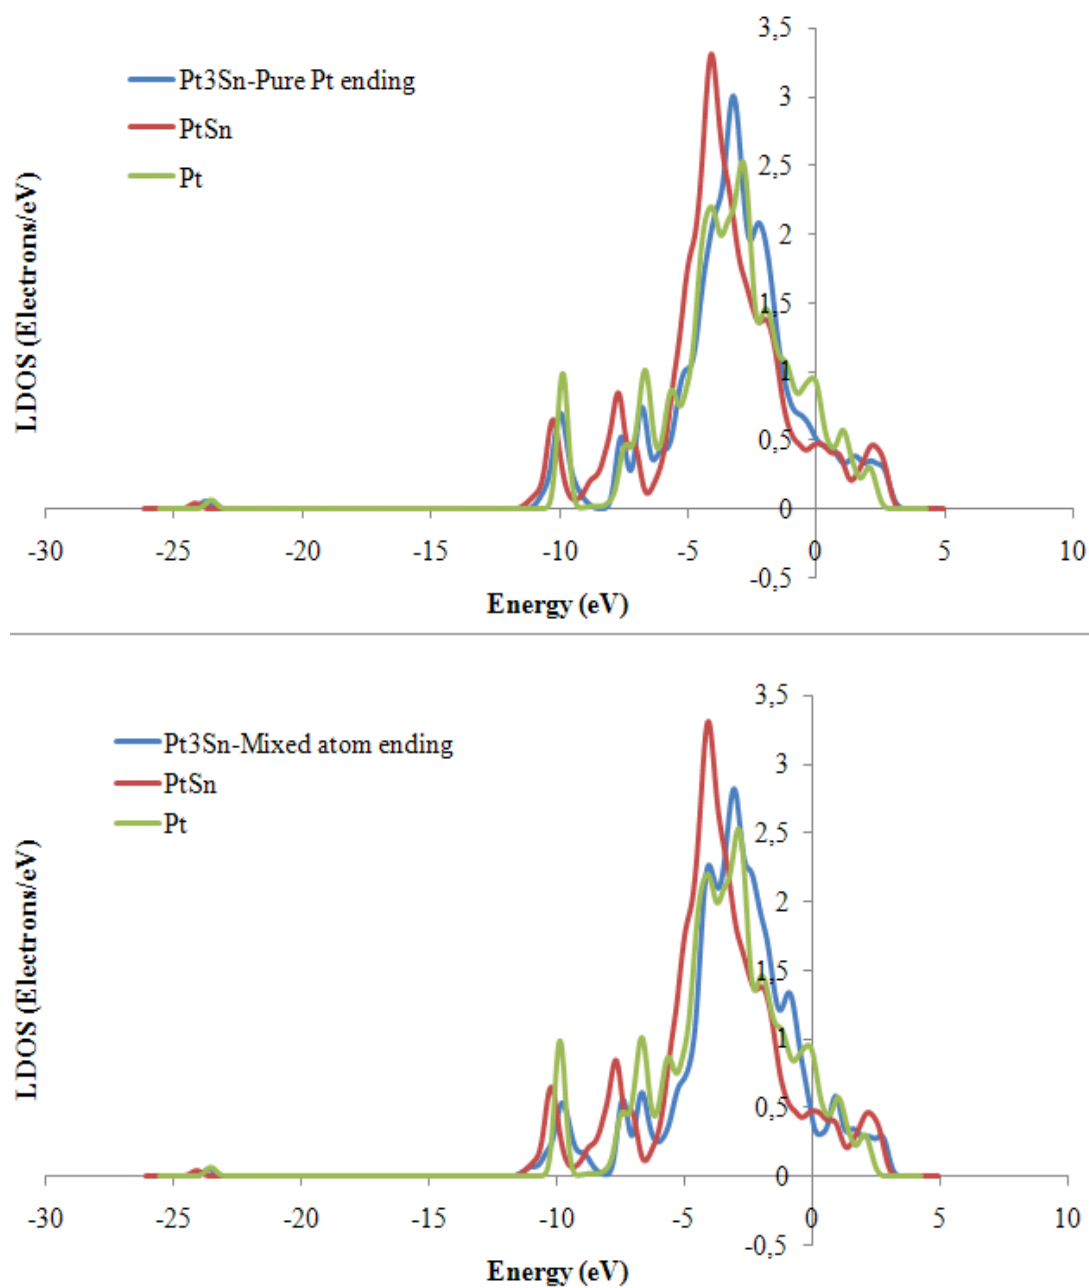 3,5
Pt3Sn-Pure Pt ending
3
PtSn
2,5
Pt
2
1,5
1
0,5
0
-30 -25 -20 -15 -10 -5 0 5 10
-0,5
LDOS (Electrons/eV)
Energy (eV)
3,5
Pt3Sn-Mixed atom ending
3
PtSn
2,5
Pt
2
1,5
1
0,5
0
-30 -25 -20 -15 -10 -5 0 5 10
-0,5
LDOS (Electrons/eV)
Energy (eV)